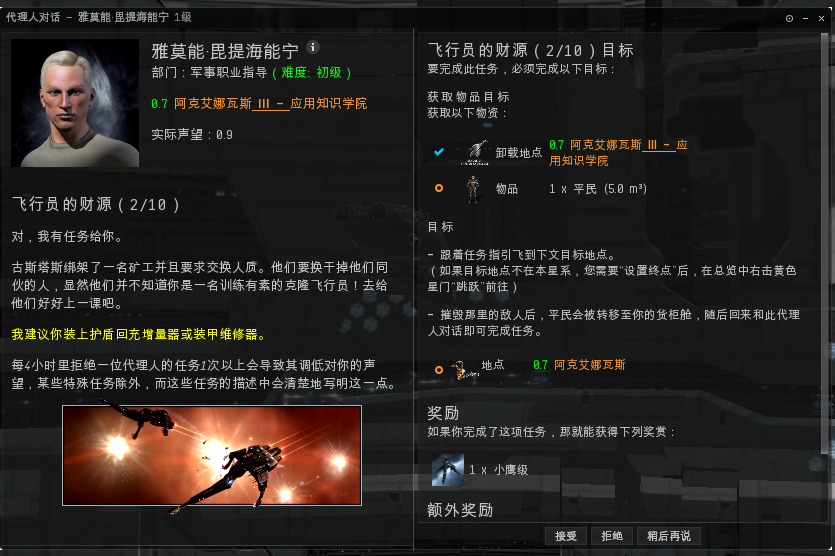 代理人对话 - 雅莫能·毘提海能宁 1级
雅莫能·毘提海能宁
部门：军事职业指导（难度: 初级）
0.7 阿克艾娜瓦斯 III - 应用知识学院
实际声望：0.9
飞行员的财源（2/10）
对，我有任务给你。
古斯塔斯绑架了一名矿工并且要求交换人质。他们要换干掉他们同
伙的人，显然他们并不知道你是一名训练有素的克隆飞行员！去给
他们好好上一课吧。
我建议你装上护盾回充增量器或装甲维修器。
每4小时里拒绝一位代理人的任务1次以上会导致其调低对你的声
望，某些特殊任务除外，而这些任务的描述中会清楚地写明这一点。
飞行员的财源（2/10）目标
要完成此任务，必须完成以下目标：
获取物品目标
获取以下物资：
卸载地点 0.7 阿克艾娜瓦斯 III - 应
用知识学院
物品 1 x 平民 (5.0 m³)
目标
- 跟着任务指引飞到下文目标地点。
（如果目标地点不在本星系，您需要“设置终点”后，在总览中右击黄色
星门“跳跃”前往）
- 摧毁那里的敌人后，平民会被转移至你的货柜舱，随后回来和此代理
人对话即可完成任务。
地点 0.7 阿克艾娜瓦斯
奖励
如果你完成了这项任务，那就能获得下列奖赏：
1 x 小鹰级
额外奖励
接受 拒绝 稍后再说